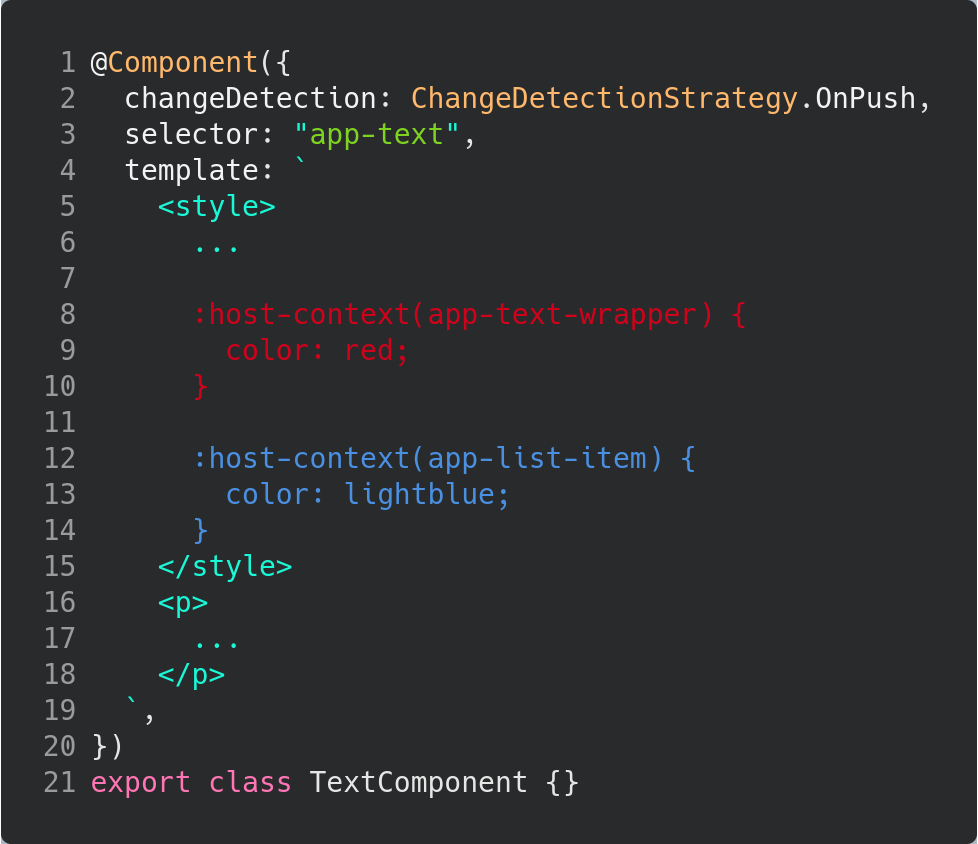 1 @Component({
2   changeDetection: ChangeDetectionStrategy.OnPush,
3   selector: "app-text",
4   template: `
5     <style>
6       ...
7
8       :host-context(app-text-wrapper) {
9         color: red;
10       }
11
12       :host-context(app-list-item) {
13         color: lightblue;
14       }
15     </style>
16     <p>
17       ...
18     </p>
19   `,
20 })
21 export class TextComponent {}